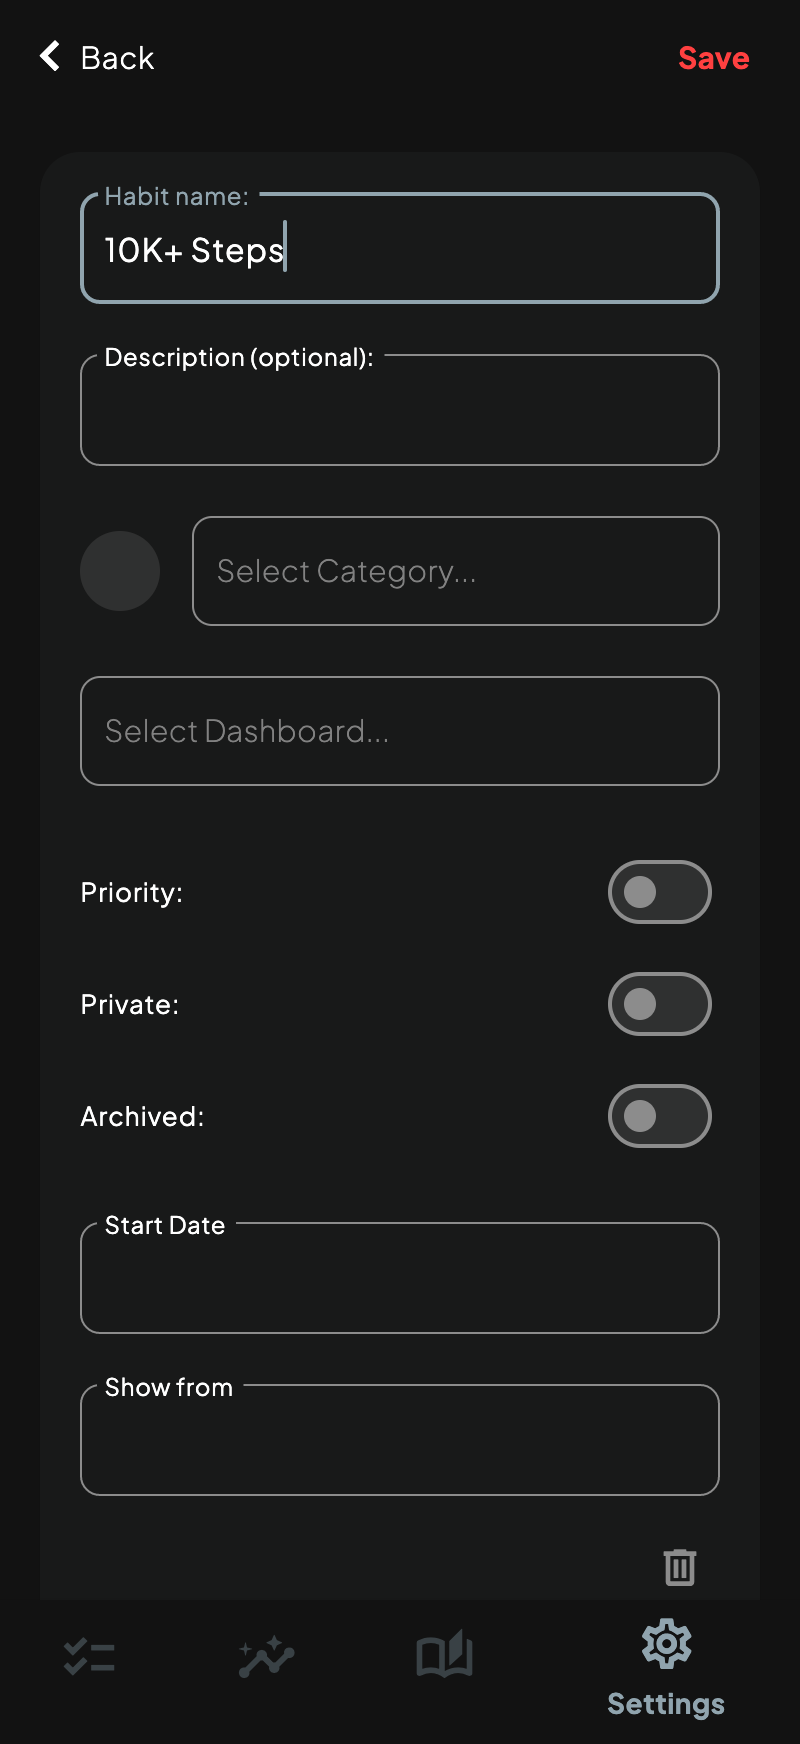 Back
Save
Habit name:
10K+ Steps
Description (optional):
Select Category...
Select Dashboard...
Priority:
Private:
Archived:
Start Date
Show from
Settings